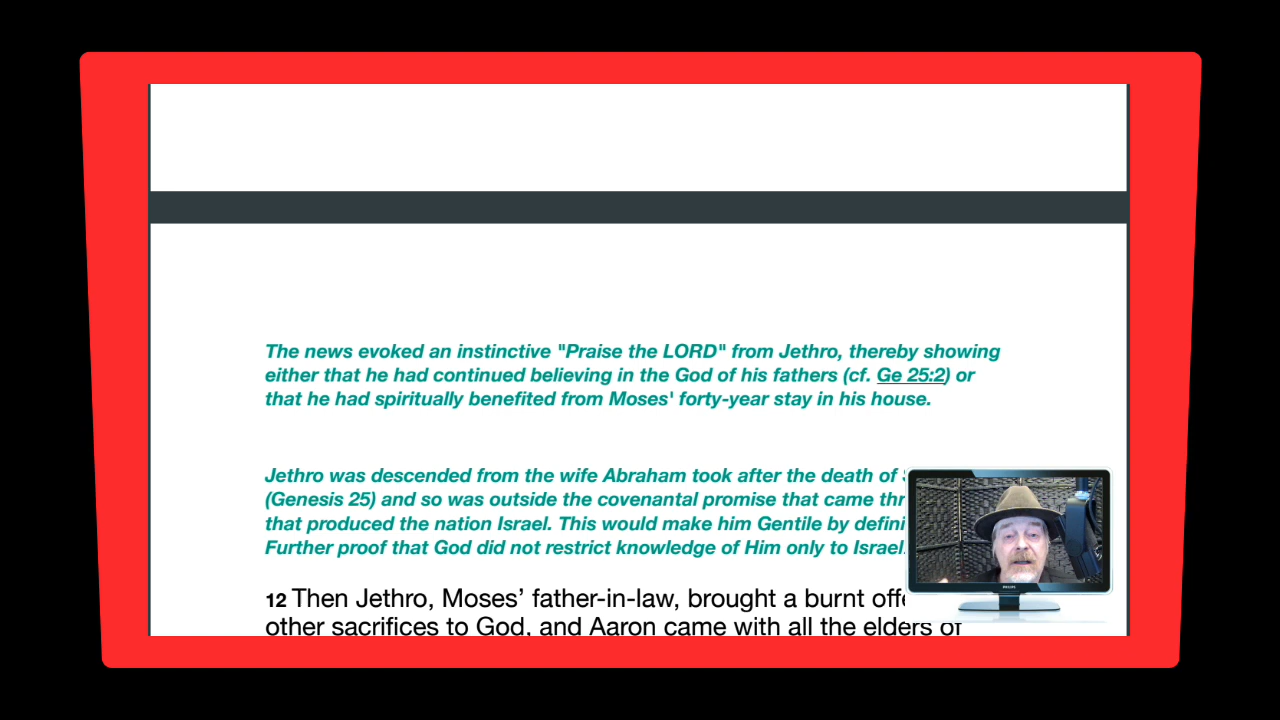 The news evoked an instinctive "Praise the LORD" from Jethro, thereby showing
either that he had continued believing in the God of his fathers (cf. Ge 25:2) or
that he had spiritually benefited from Moses' forty-year stay in his house.
Jethro was descended from the wife Abraham took after the death of
(Genesis 25) and so was outside the covenantal promise that came
that produced the nation Israel. This would make him Gentile by
Further proof that God did not restrict knowledge of Him only to Israel.
12 Then Jethro, Moses’ father-in-law, brought a burnt
other sacrifices to God, and Aaron came with all the elders of
PHILIPS